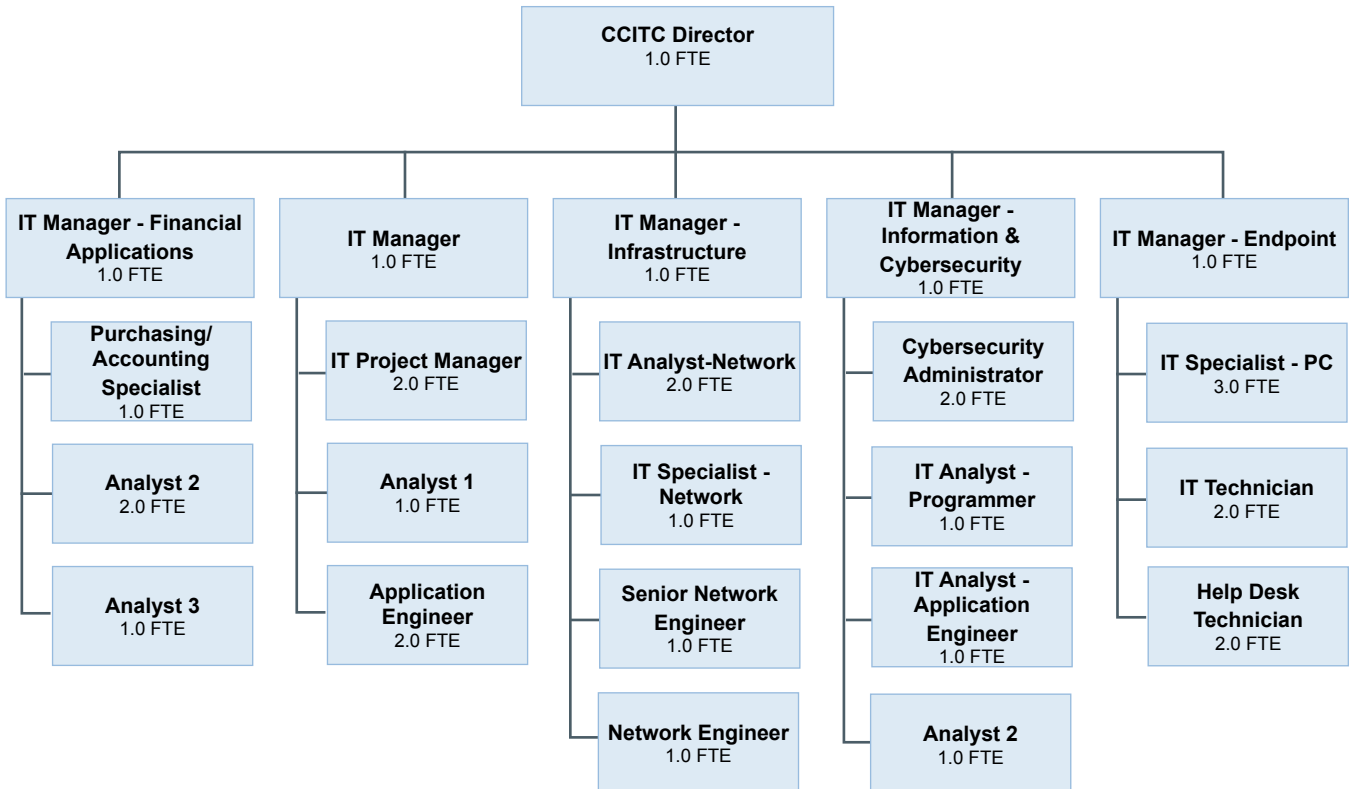 CCITC Director
1.0 FTE
IT Manager - Financial
Applications
1.0 FTE
IT Manager
1.0 FTE
IT Manager -
Infrastructure
1.0 FTE
IT Manager -
Information &
Cybersecurity
1.0 FTE
IT Manager - Endpoint
1.0 FTE
Purchasing/
Accounting
Specialist
1.0 FTE
IT Project Manager
2.0 FTE
IT Analyst-Network
2.0 FTE
Cybersecurity
Administrator
2.0 FTE
IT Specialist - PC
3.0 FTE
Analyst 2
2.0 FTE
Analyst 1
1.0 FTE
IT Specialist -
Network
1.0 FTE
IT Analyst -
Programmer
1.0 FTE
IT Technician
2.0 FTE
Analyst 3
1.0 FTE
Application
Engineer
2.0 FTE
Senior Network
Engineer
1.0 FTE
IT Analyst -
Application
Engineer
1.0 FTE
Help Desk
Technician
2.0 FTE
Network Engineer
1.0 FTE
Analyst 2
1.0 FTE